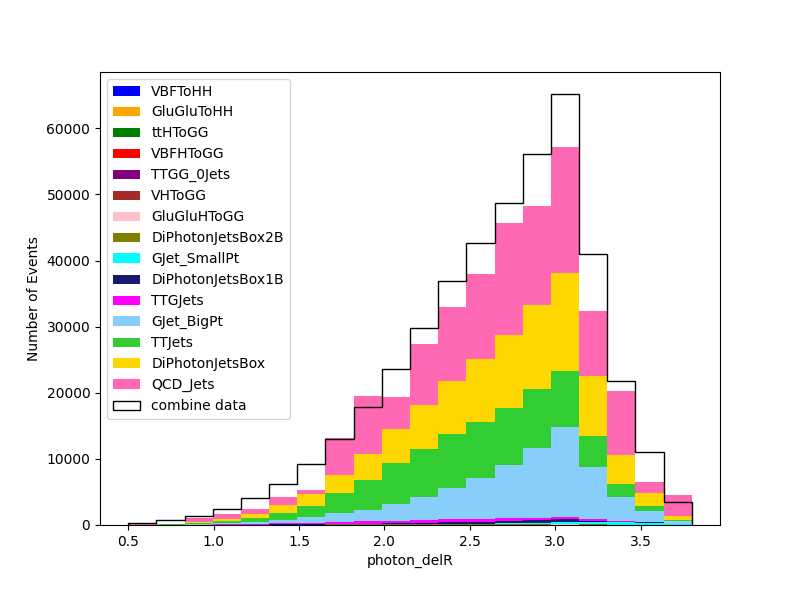 VBFToHH
GluGluToHH
ttHToGG
VBFHToGG
TTGG_0Jets
VHToGG
GluGluHToGG
DiPhotonJetsBox2B
GJet_SmallPt
DiPhotonJetsBox1B
TTGJets
GJet_BigPt
TTJets
DiPhotonJetsBox
QCD_Jets
combine data
Number of Events
60000
50000
40000
30000
20000
10000
0
0.5 1.0 1.5 2.0 2.5 3.0 3.5
photon_delR